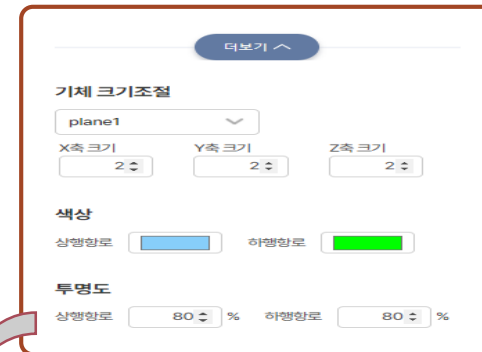 더보기
기체 크기조절
plane1
X축 크기 Y축 크기 Z축 크기
2 2 2
색상
상행항로 하행항로
투명도
상행항로 80 % 하행항로 80 %